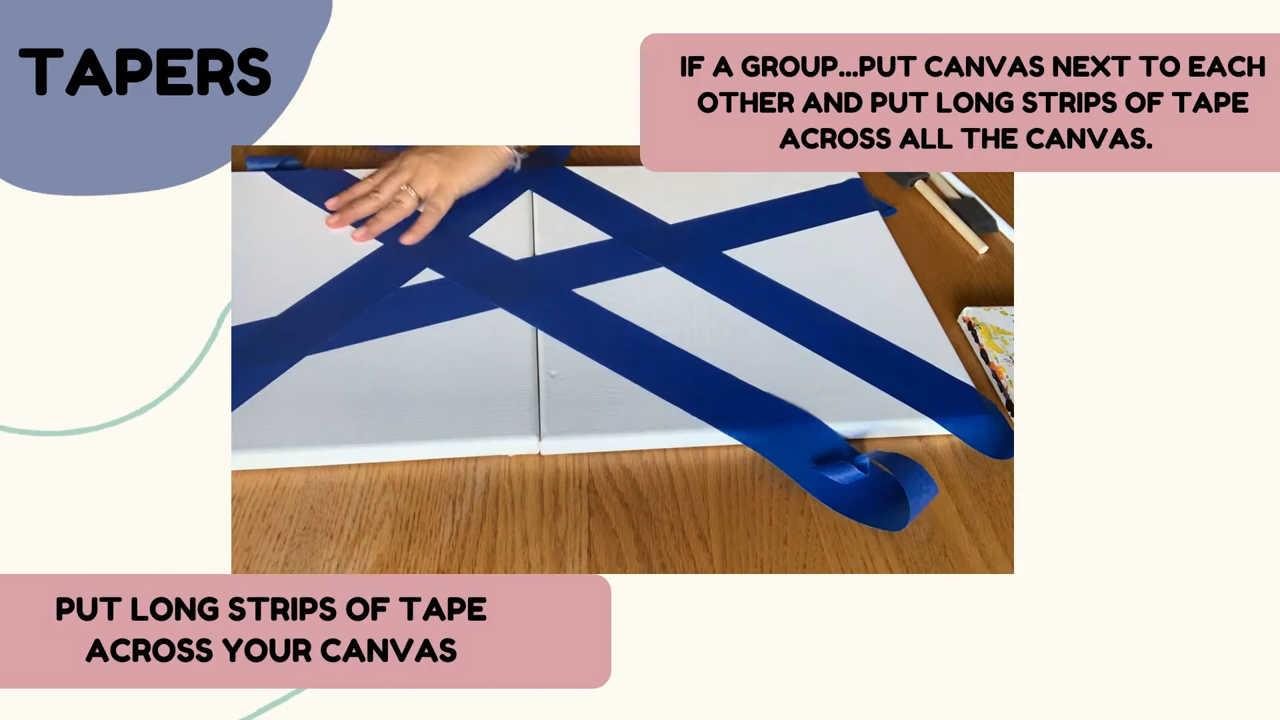 TAPERS
IF A GROUP...PUT CANVAS NEXT TO EACH
OTHER AND PUT LONG STRIPS OF TAPE
ACROSS ALL THE CANVAS.
PUT LONG STRIPS OF TAPE
ACROSS YOUR CANVAS